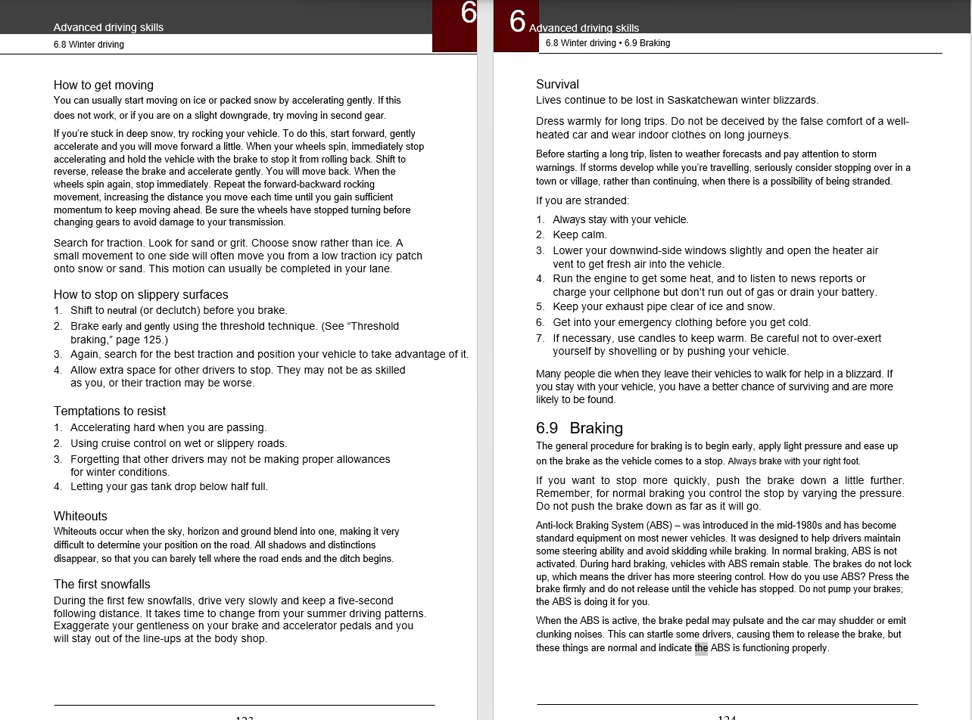 Advanced driving skills
6
6.8 Winter driving
How to get moving
You can usually start moving on ice or packed snow by accelerating gently. If this
does not work, or if you are on a slight downgrade, try moving in second gear.
If you're stuck in deep snow, try rocking your vehicle. To do this, start forward, gently
accelerate and you will move forward a little. When your wheels spin, immediately stop
accelerating and hold the vehicle with the brake to stop it from rolling back. Shift to
reverse, release the brake and accelerate gently. You will move back. When the
wheels spin again, stop immediately. Repeat the forward-backward rocking
movement, increasing the distance you move each time until you gain sufficient
momentum to keep moving ahead. Be sure the wheels have stopped turning before
changing gears to avoid damage to your transmission.
Search for traction. Look for sand or grit. Choose snow rather than ice. A
small movement to one side will often move you from a low traction icy patch
onto snow or sand. This motion can usually be completed in your lane.
How to stop on slippery surfaces
1. Shift to neutral (or declutch) before you brake.
2. Brake early and gently using the threshold technique. (See "Threshold
braking," page 125.)
3. Again, search for the best traction and position your vehicle to take advantage of it.
4. Allow extra space for other drivers to stop. They may not be as skilled
as you, or their traction may be worse.
Temptations to resist
1. Accelerating hard when you are passing.
2. Using cruise control on wet or slippery roads.
3. Forgetting that other drivers may not be making proper allowances
for winter conditions.
4. Letting your gas tank drop below half full.
Whiteouts
Whiteouts occur when the sky, horizon and ground blend into one, making it very
difficult to determine your position on the road. All shadows and distinctions
disappear, so that you can barely tell where the road ends and the ditch begins.
The first snowfalls
During the first few snowfalls, drive very slowly and keep a five-second
following distance. It takes time to change from your summer driving patterns.
Exaggerate your gentleness on your brake and accelerator pedals and you
will stay out of the line-ups at the body shop.
123
6 Advanced driving skills
6.8 Winter driving • 6.9 Braking
Survival
Lives continue to be lost in Saskatchewan winter blizzards.
Dress warmly for long trips. Do not be deceived by the false comfort of a well-
heated car and wear indoor clothes on long journeys.
Before starting a long trip, listen to weather forecasts and pay attention to storm
warnings. If storms develop while you're travelling, seriously consider stopping over in a
town or village, rather than continuing, when there is a possibility of being stranded.
If you are stranded:
1. Always stay with your vehicle.
2. Keep calm.
3. Lower your downwind-side windows slightly and open the heater air
vent to get fresh air into the vehicle.
4. Run the engine to get some heat, and to listen to news reports or
charge your cellphone but don't run out of gas or drain your battery.
5. Keep your exhaust pipe clear of ice and snow.
6. Get into your emergency clothing before you get cold.
7. If necessary, use candles to keep warm. Be careful not to over-exert
yourself by shovelling or by pushing your vehicle.
Many people die when they leave their vehicles to walk for help in a blizzard. If
you stay with your vehicle, you have a better chance of surviving and are more
likely to be found.
6.9 Braking
The general procedure for braking is to begin early, apply light pressure and ease up
on the brake as the vehicle comes to a stop. Always brake with your right foot.
If you want to stop more quickly, push the brake down a little further.
Remember, for normal braking you control the stop by varying the pressure.
Do not push the brake down as far as it will go.
Anti-lock Braking System (ABS) – was introduced in the mid-1980s and has become
standard equipment on most newer vehicles. It was designed to help drivers maintain
some steering ability and avoid skidding while braking. In normal braking, ABS is not
activated. During hard braking, vehicles with ABS remain stable. The brakes do not lock
up, which means the driver has more steering control. How do you use ABS? Press the
brake firmly and do not release until the vehicle has stopped. Do not pump your brakes;
the ABS is doing it for you.
When the ABS is active, the brake pedal may pulsate and the car may shudder or emit
clunking noises. This can startle some drivers, causing them to release the brake, but
these things are normal and indicate the ABS is functioning properly.
124